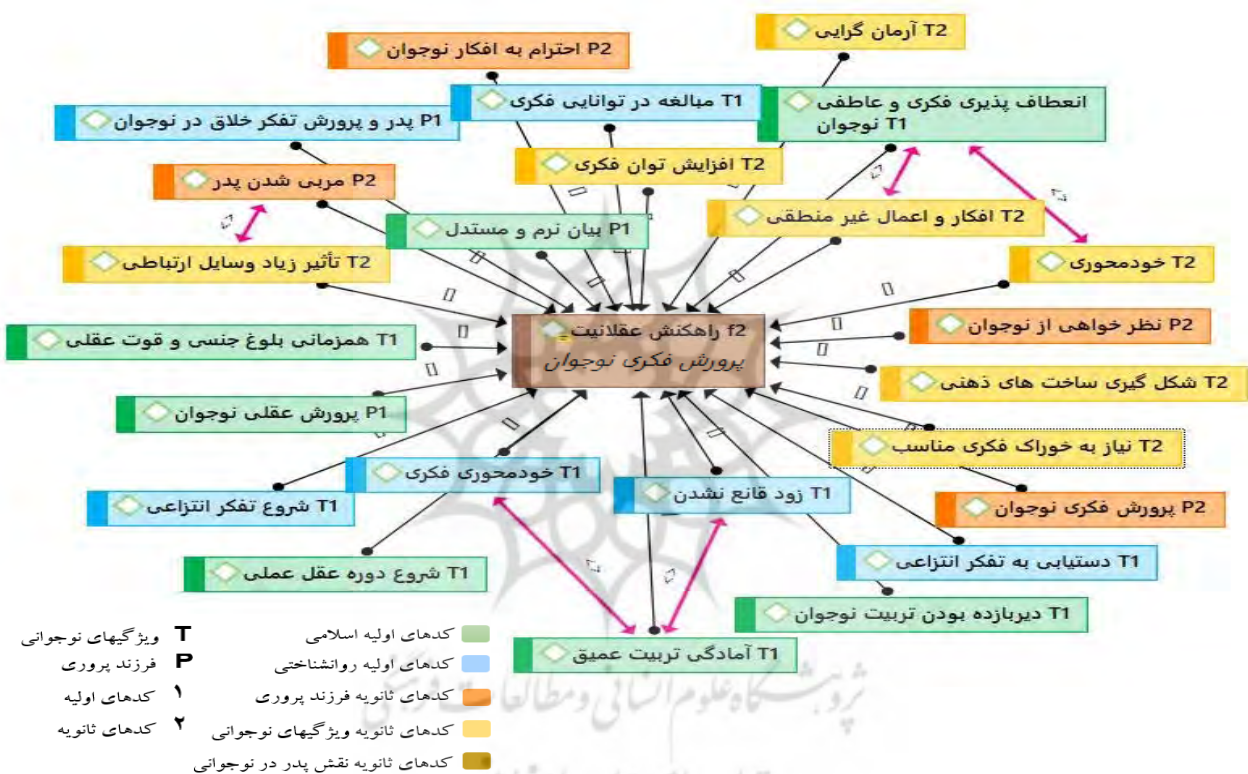 T2 آرمان گرایی
P2 احترام به افکار نوجوان
T1 مبالغه در توانایی فکری
انعطاف پذیری فکری و عاطفی
نوجوان T1
P1 پدر و پرورش تفکر خلاق در نوجوان
T2 افزایش توان فکری
P2 مربی شدن پدر
T2 افکار و اعمال غیر منطقی
P1 بیان نرم و مستدل
T2 تأثیر زیاد وسایل ارتباطی
T2 خودمحوری
P2 نظر خواهی از نوجوان
f2 راهکنش عقلانیت
پرورش فکری نوجوان
T1 همزمانی بلوغ جنسی و قوت عقلی
T2 شکل گیری ساخت های ذهنی
P1 پرورش عقلی نوجوان
T2 نیاز به خوراک فکری مناسب
T1 خودمحوری فکری
T1 زود قانع نشدن
P2 پرورش فکری نوجوان
T1 شروع تفکر انتزاعی
T1 دستیابی به تفکر انتزاعی
T1 شروع دوره عقل عملی
T1 دیربازده بودن تربیت نوجوان
T1 آمادگی تربیت عمیق
کدهای اولیه اسلامی
کدهای اولیه روانشناختی
کدهای ثانویه فرزند پروری
کدهای ثانویه ویژگیهای نوجوانی
کدهای ثانویه نقش پدر در نوجوانی
T ویژگیهای نوجوانی
P فرزند پروری
۱ کدهای اولیه
۲ کدهای ثانویه
پژوهشگاه علوم انسانی و مطالعات فرهنگی